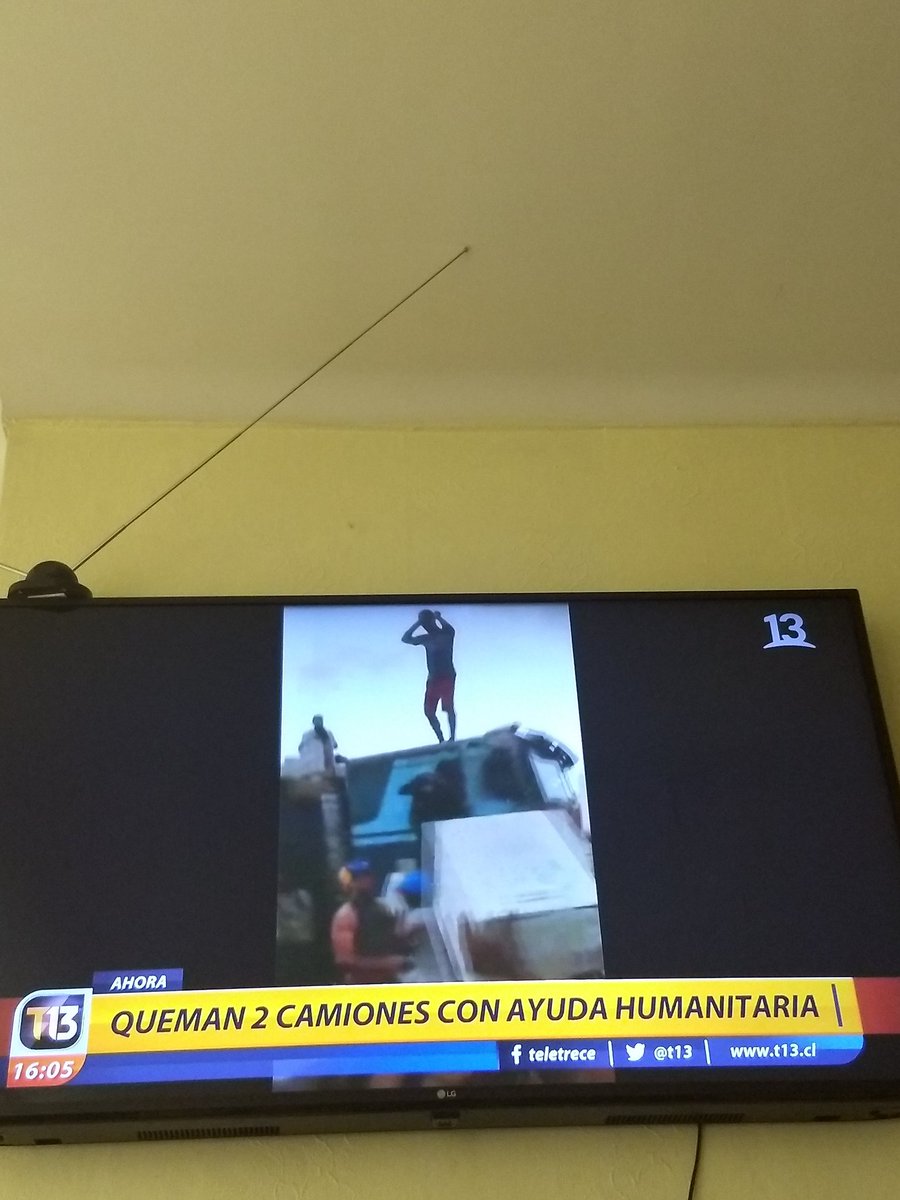 13
AHORA
T13
QUEMAN 2 CAMIONES CON AYUDA HUMANITARIA
16:05
teletrece
@t13
www.t13.cl
LG